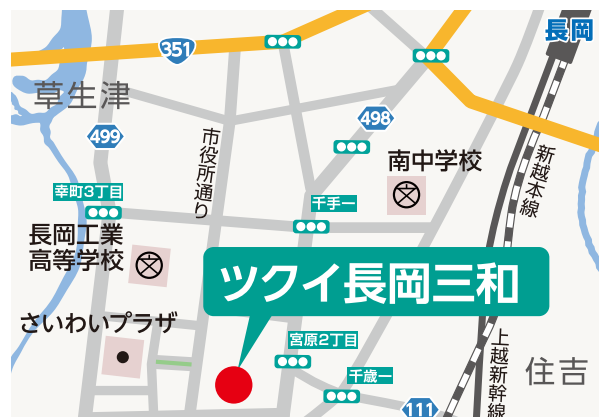 長岡
351
草生津
499
498
市役所通り
南中学校
新越本線
幸町3丁目
千手一
長岡工業
高等学校
ツクイ長岡三和
さいわいプラザ
宮原2丁目
上越新幹線
住吉
千歳一
111